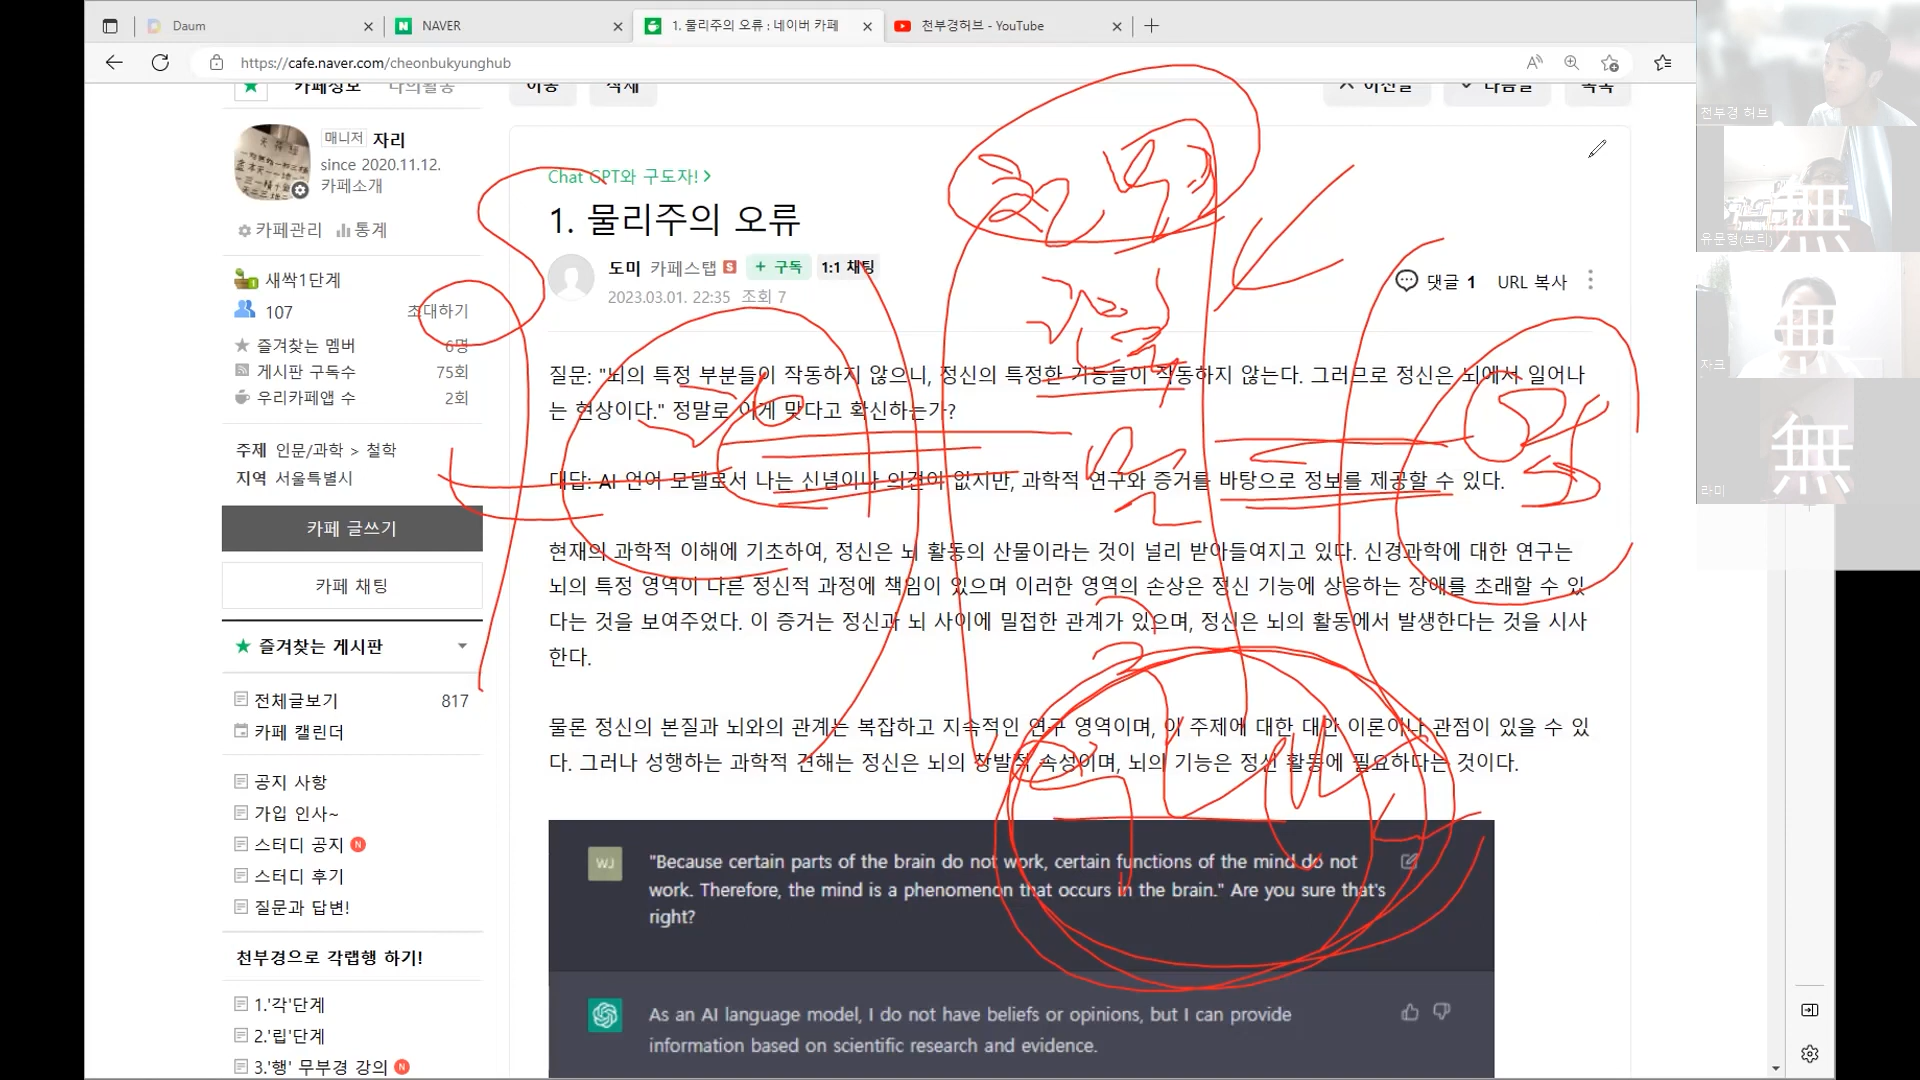 Daum
NAVER
1. 물리주의 오류 : 네이버 카페
천부경허브 - YouTube
https://cafe.naver.com/cheonbukyunghub
카페정보 나의활동
이동 삭제
이전글 다음글 목록
매니저 자리
since 2020.11.12.
카페소개
카페관리 통계
새싹1단계
107 초대하기
즐겨찾는 멤버 6명
게시판 구독수 75회
우리카페앱 수 2회
주제 인문/과학 > 철학
지역 서울특별시
카페 글쓰기
카페 채팅
즐겨찾는 게시판
전체글보기 817
카페 캘린더
공지 사항
가입 인사~
스터디 공지 N
스터디 후기
질문과 답변!
천부경으로 각랩행 하기!
1.'각'단계
2.'립'단계
3.'행' 무부경 강의 N
Chat GPT와 구도자! >
1. 물리주의 오류
도미 카페스탭 S + 구독 1:1 채팅
2023.03.01. 22:35 조회 7
댓글 1 URL 복사
질문: "뇌의 특정 부분들이 작동하지 않으니, 정신의 특정한 기능들이 작동하지 않는다. 그러므로 정신은 뇌에서 일어나
는 현상이다." 정말로 이게 맞다고 확신하는가?
대답: AI 언어 모델로서 나는 신념이나 의견이 없지만, 과학적 연구와 증거를 바탕으로 정보를 제공할 수 있다.
현재의 과학적 이해에 기초하여, 정신은 뇌 활동의 산물이라는 것이 널리 받아들여지고 있다. 신경과학에 대한 연구는
뇌의 특정 영역이 다른 정신적 과정에 책임이 있으며 이러한 영역의 손상은 정신 기능에 상응하는 장애를 초래할 수 있
다는 것을 보여주었다. 이 증거는 정신과 뇌 사이에 밀접한 관계가 있으며, 정신은 뇌의 활동에서 발생한다는 것을 시사
한다.
물론 정신의 본질과 뇌와의 관계는 복잡하고 지속적인 연구 영역이며, 이 주제에 대한 대안 이론이나 관점이 있을 수 있
다. 그러나 성행하는 과학적 견해는 정신은 뇌의 창발적 속성이며, 뇌의 기능은 정신 활동에 필요하다는 것이다.
WJ
"Because certain parts of the brain do not work, certain functions of the mind do not
work. Therefore, the mind is a phenomenon that occurs in the brain." Are you sure that's
right?
As an AI language model, I do not have beliefs or opinions, but I can provide
information based on scientific research and evidence.
천부경 허브
無
유문형(보리)
無
자크
無
라미